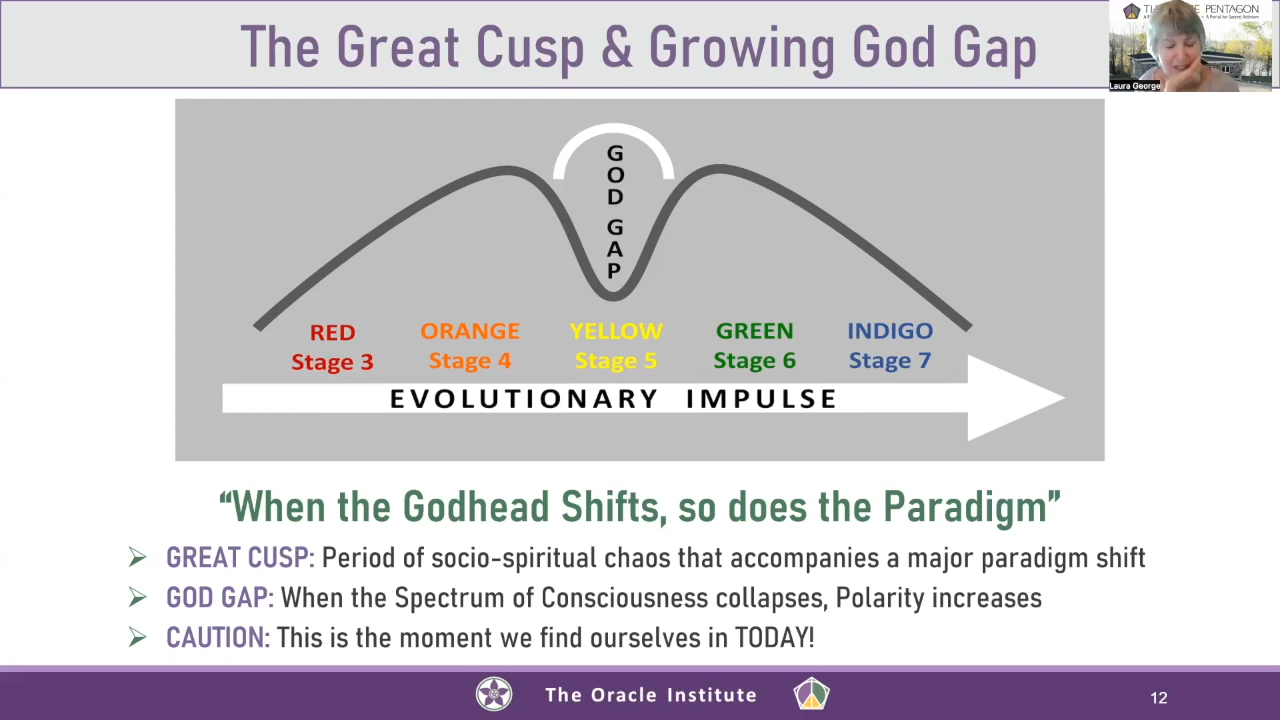 The Great Cusp & Growing God Gap
PENTAGON
Laura George
GOD GAP
RED
Stage 3
ORANGE
Stage 4
YELLOW
Stage 5
GREEN
Stage 6
INDIGO
Stage 7
EVOLUTIONARY IMPULSE
“When the Godhead Shifts, so does the Paradigm”
GREAT CUSP: Period of socio-spiritual chaos that accompanies a major paradigm shift
GOD GAP: When the Spectrum of Consciousness collapses, Polarity increases
CAUTION: This is the moment we find ourselves in TODAY!
The Oracle Institute
12